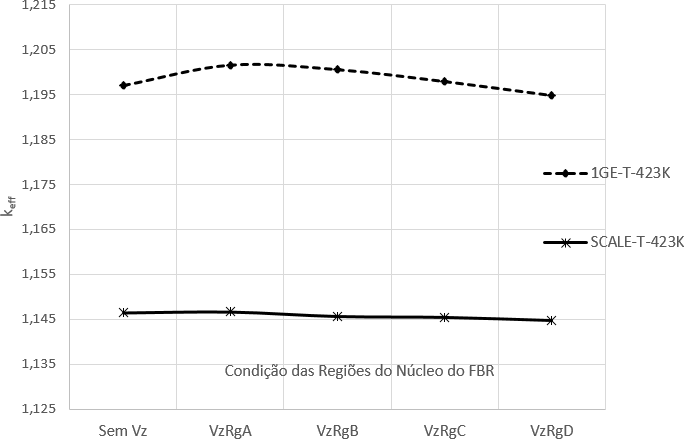 1,215
1,205
1,195
1,185
1,175
1,165
1,155
1,145
1,135
1,125
keff
1GE-T-423K
SCALE-T-423K
Condição das Regiões do Núcleo do FBR
Sem Vz VzRgA VzRgB VzRgC VzRgD